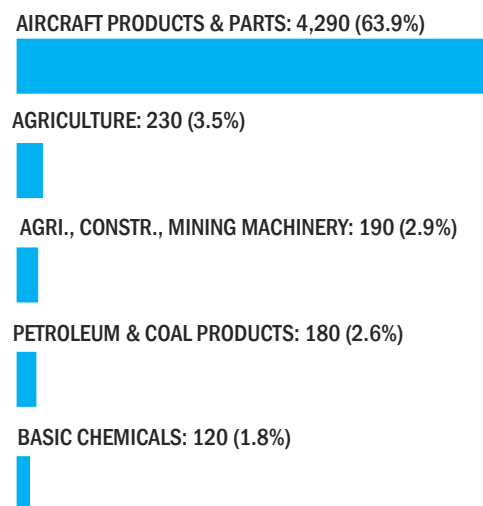 AIRCRAFT PRODUCTS & PARTS: 4,290 (63.9%)
AGRICULTURE: 230 (3.5%)
AGRI., CONSTR., MINING MACHINERY: 190 (2.9%)
PETROLEUM & COAL PRODUCTS: 180 (2.6%)
BASIC CHEMICALS: 120 (1.8%)